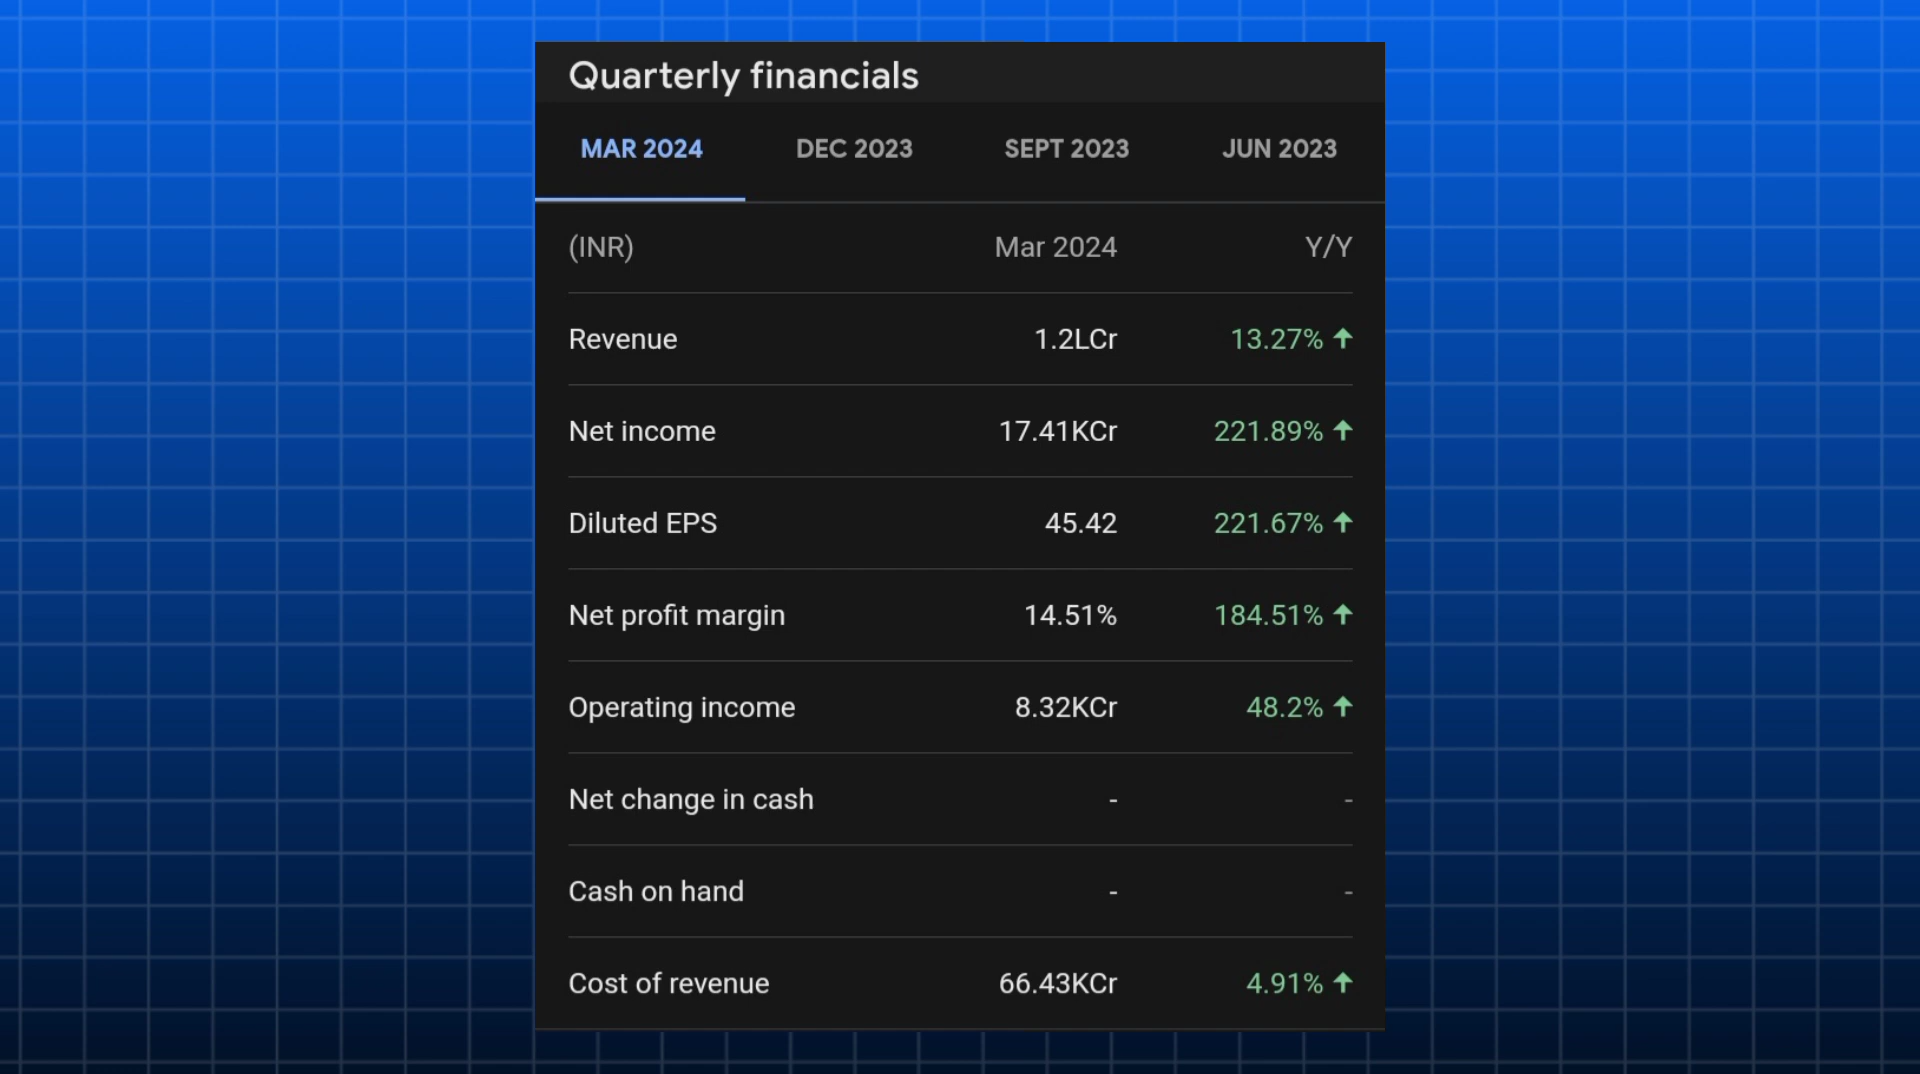 Quarterly financials
MAR 2024 DEC 2023 SEPT 2023 JUN 2023
(INR) Mar 2024 Y/Y
Revenue 1.2LCr 13.27% ↑
Net income 17.41KCr 221.89% ↑
Diluted EPS 45.42 221.67% ↑
Net profit margin 14.51% 184.51% ↑
Operating income 8.32KCr 48.2% ↑
Net change in cash - -
Cash on hand - -
Cost of revenue 66.43KCr 4.91% ↑